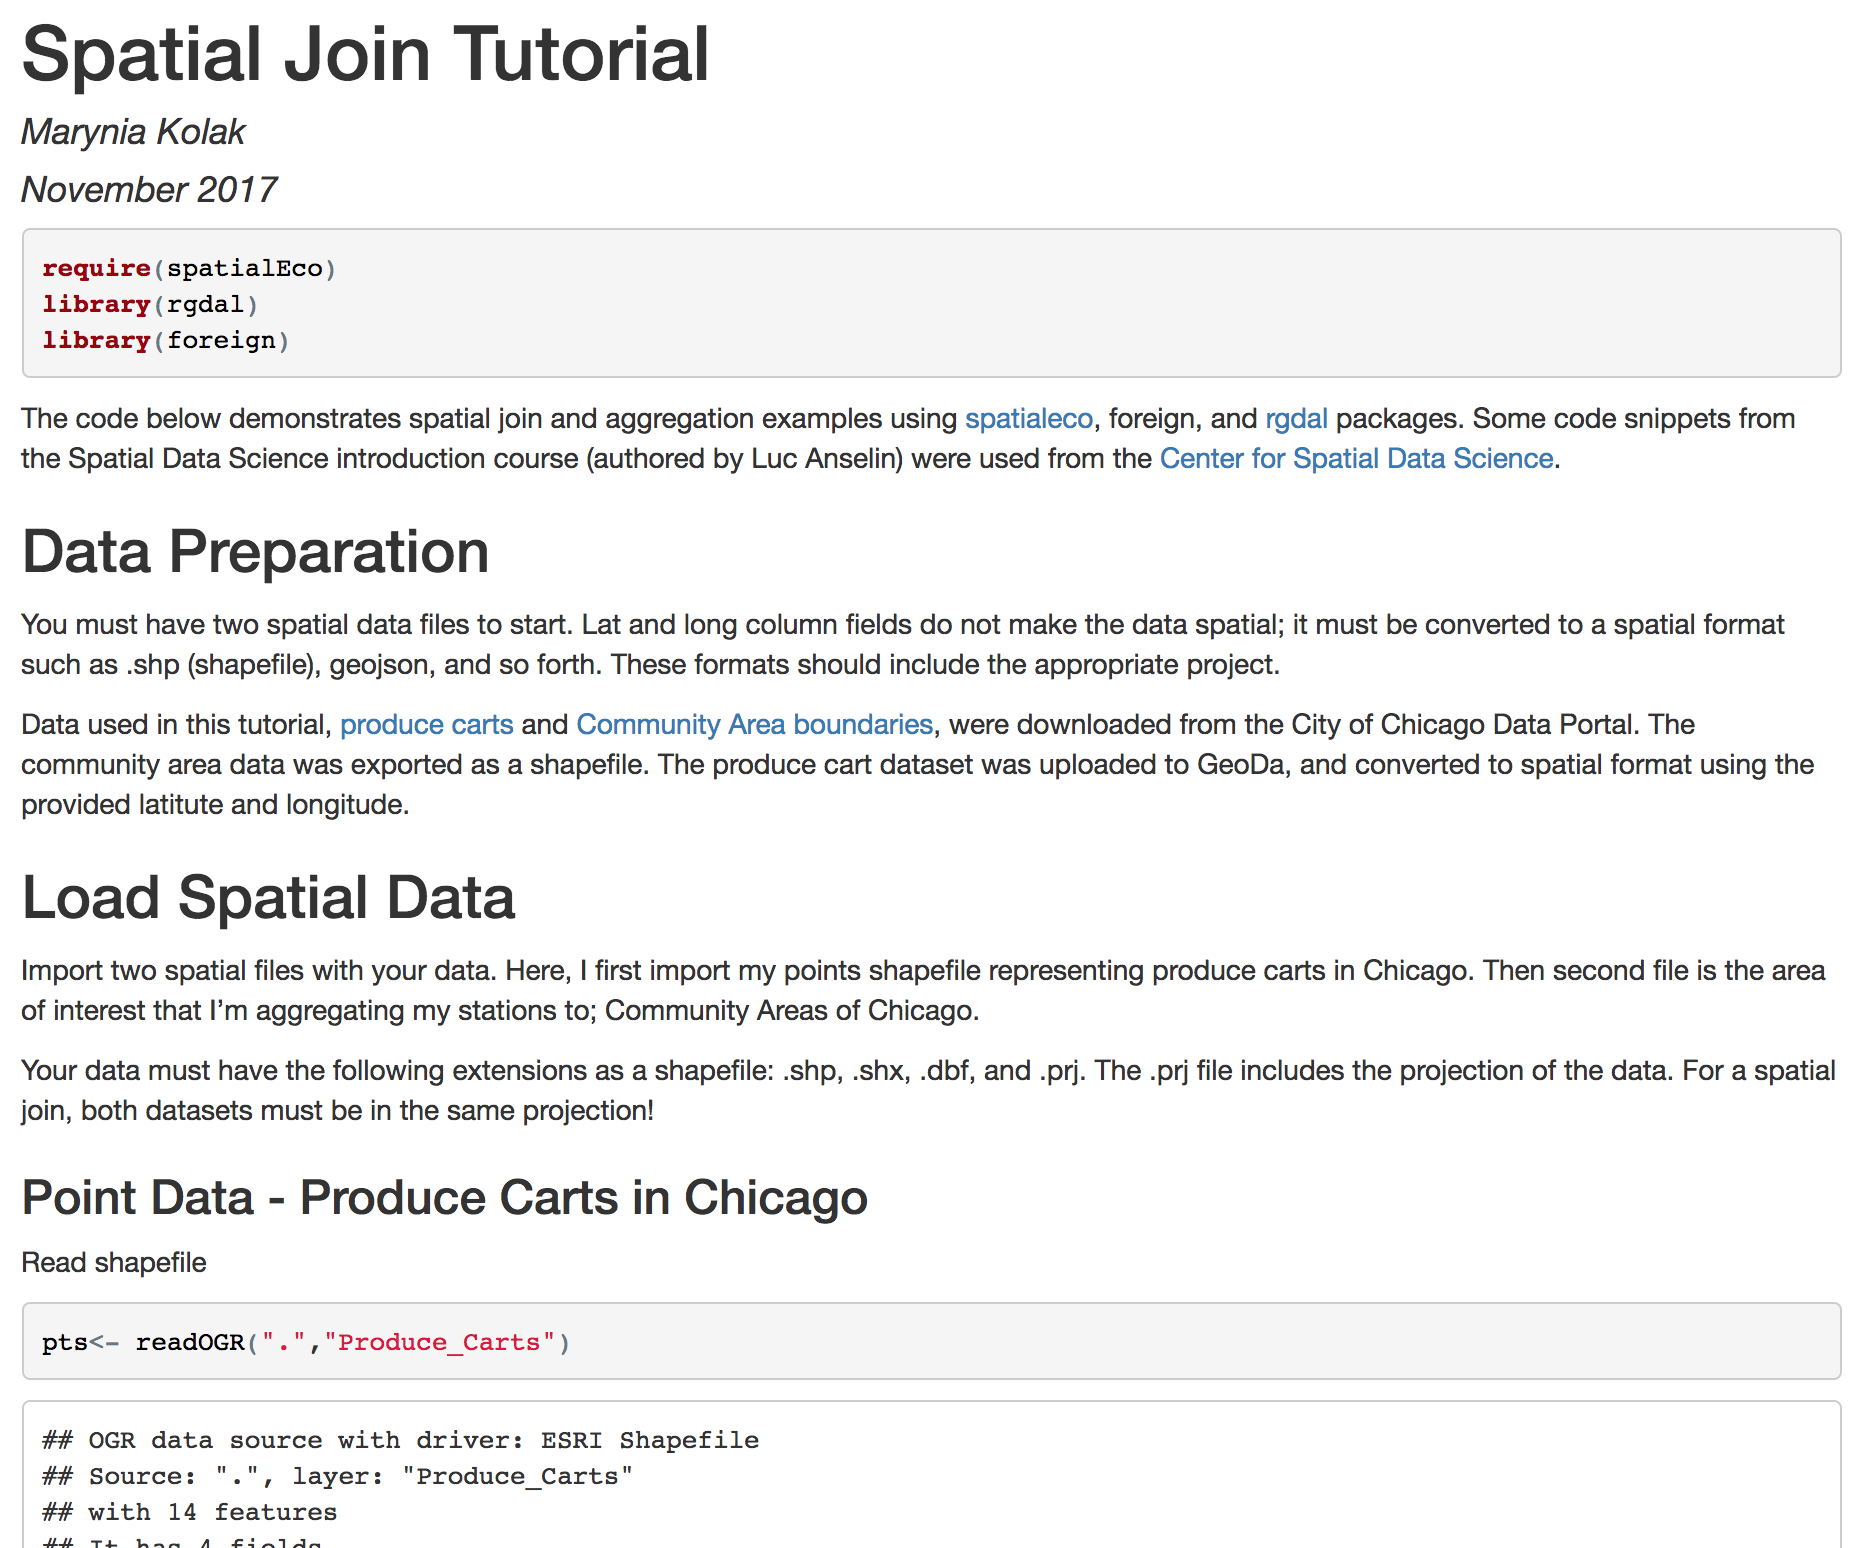 Spatial Join Tutorial
Marynia Kolak
November 2017
require(spatialEco)
library(rgdal)
library(foreign)
The code below demonstrates spatial join and aggregation examples using spatialeco, foreign, and rgdal packages. Some code snippets from
the Spatial Data Science introduction course (authored by Luc Anselin) were used from the Center for Spatial Data Science.
Data Preparation
You must have two spatial data files to start. Lat and long column fields do not make the data spatial; it must be converted to a spatial format
such as .shp (shapefile), geojson, and so forth. These formats should include the appropriate project.
Data used in this tutorial, produce carts and Community Area boundaries, were downloaded from the City of Chicago Data Portal. The
community area data was exported as a shapefile. The produce cart dataset was uploaded to GeoDa, and converted to spatial format using the
provided latitute and longitude.
Load Spatial Data
Import two spatial files with your data. Here, I first import my points shapefile representing produce carts in Chicago. Then second file is the area
of interest that I’m aggregating my stations to; Community Areas of Chicago.
Your data must have the following extensions as a shapefile: .shp, .shx, .dbf, and .prj. The .prj file includes the projection of the data. For a spatial
join, both datasets must be in the same projection!
Point Data - Produce Carts in Chicago
Read shapefile
pts<- readOGR(".","Produce_Carts")
## OGR data source with driver: ESRI Shapefile
## Source: ".", layer: "Produce_Carts"
## with 14 features
## It has 4 fields